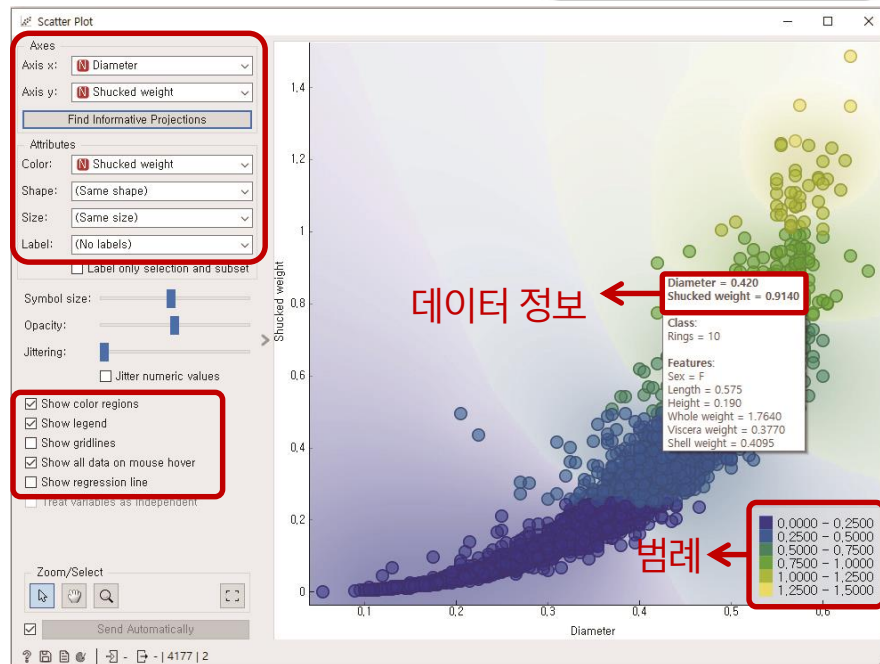 Scatter Plot
Axes
Axis x: N Diameter
Axis y: N Shucked weight
Find Informative Projections
Attributes
Color: N Shucked weight
Shape: (Same shape)
Size: (Same size)
Label: (No labels)
Label only selection and subset
Symbol size:
Opacity:
Jittering:
Jitter numeric values
Show color regions
Show legend
Show gridlines
Show all data on mouse hover
Show regression line
Treat variables as independent
Zoom/Select
Send Automatically
4177 | 2
Shucked weight
1,4
1,2
1
0,8
0,6
0,4
0,2
0
0,1
0,2
0,3
0,4
0,5
0,6
Diameter
데이터 정보
Diameter = 0.420
Shucked weight = 0.9140
Class:
Rings = 10
Features:
Sex = F
Length = 0.575
Height = 0.190
Whole weight = 1.7640
Viscera weight = 0.3770
Shell weight = 0.4095
범례
0,0000 - 0,2500
0,2500 - 0,5000
0,5000 - 0,7500
0,7500 - 1,0000
1,0000 - 1,2500
1,2500 - 1,5000